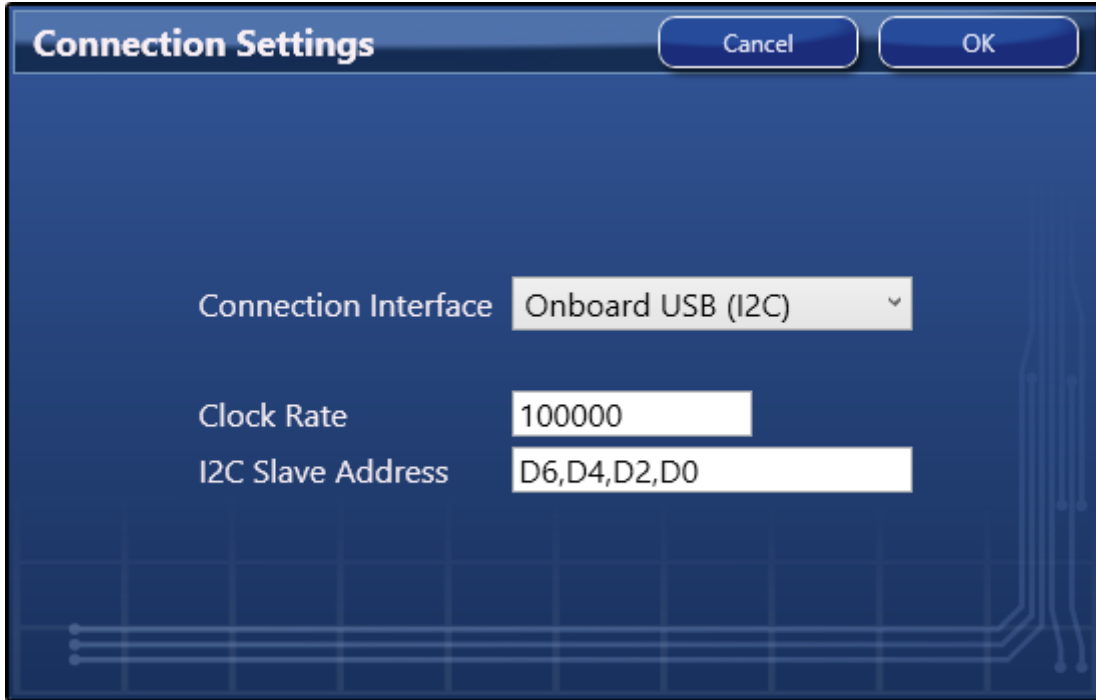 Connection Settings Cancel OK
Connection Interface Onboard USB (I2C)
Clock Rate 100000
I2C Slave Address D6,D4,D2,D0